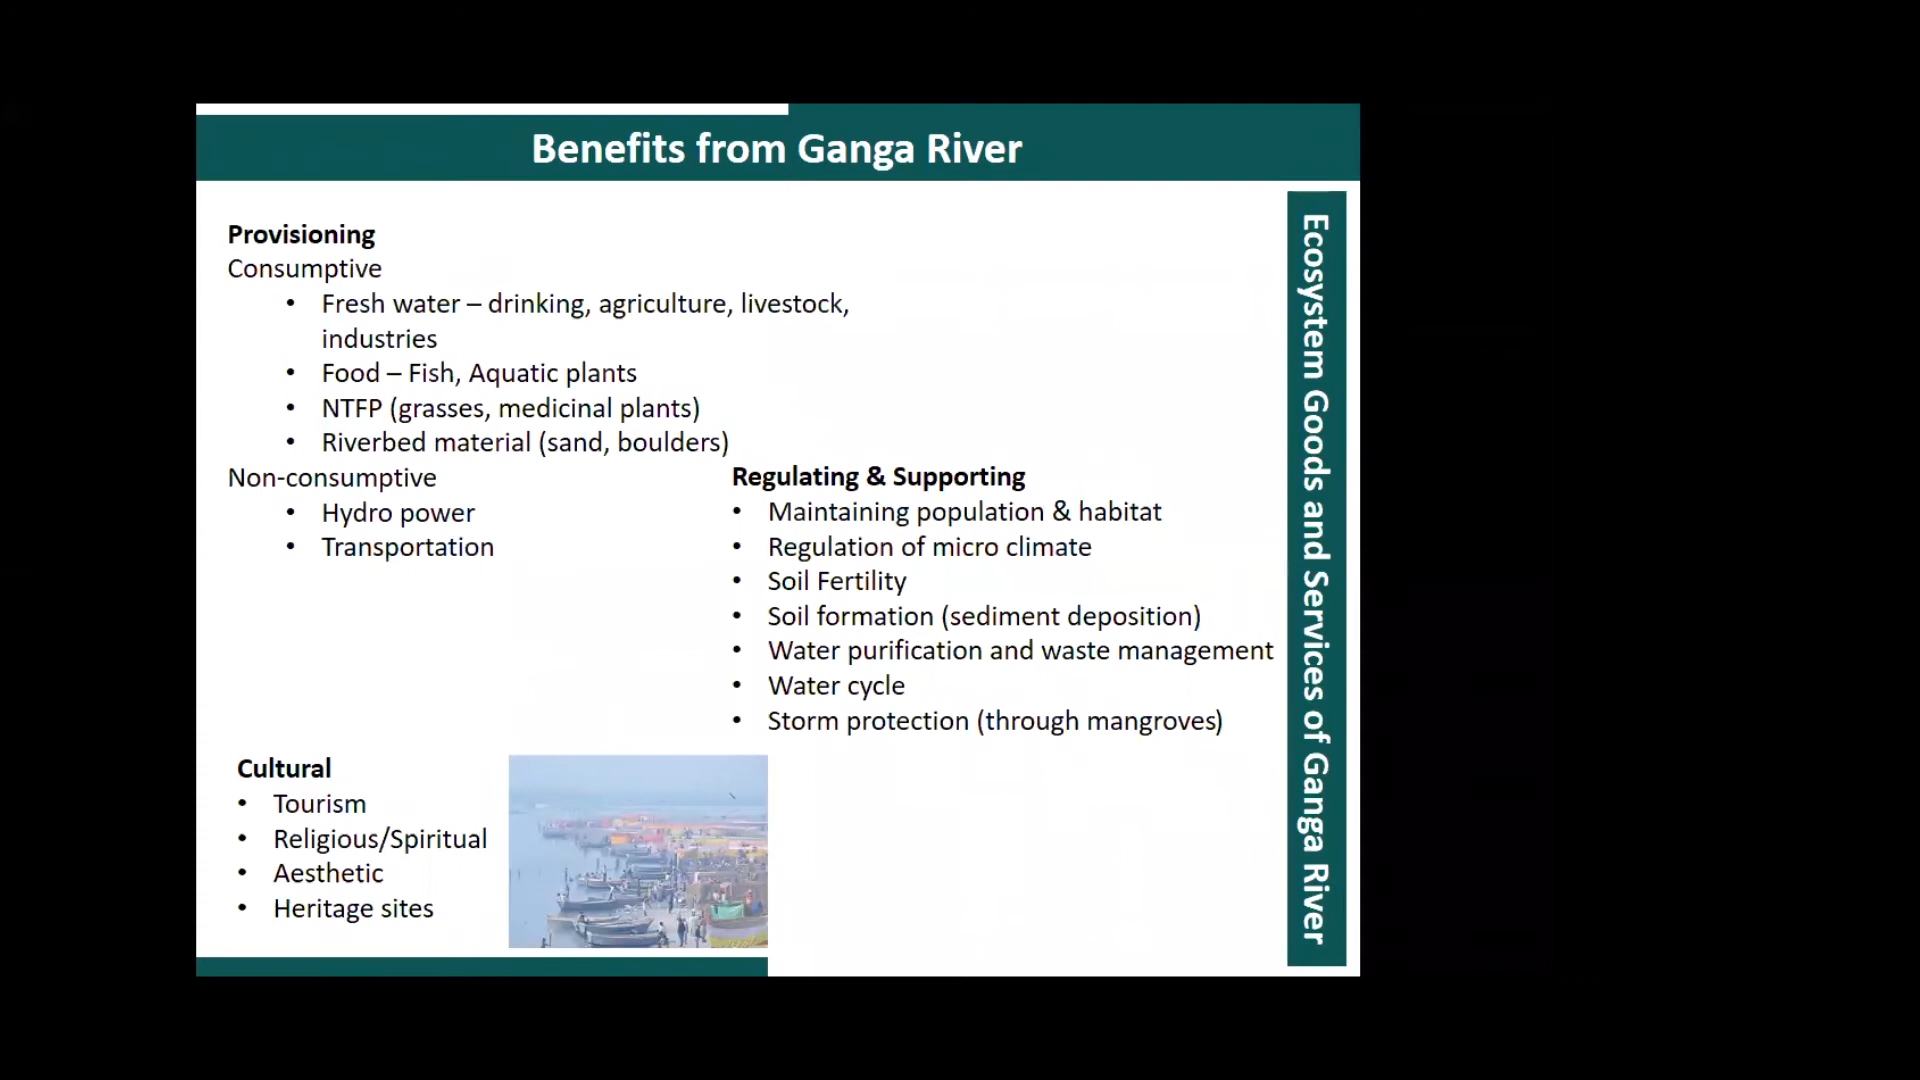 Benefits from Ganga River
Provisioning
Consumptive
• Fresh water – drinking, agriculture, livestock,
industries
• Food – Fish, Aquatic plants
• NTFP (grasses, medicinal plants)
• Riverbed material (sand, boulders)
Non-consumptive
• Hydro power
• Transportation
Regulating & Supporting
• Maintaining population & habitat
• Regulation of micro climate
• Soil Fertility
• Soil formation (sediment deposition)
• Water purification and waste management
• Water cycle
• Storm protection (through mangroves)
Cultural
• Tourism
• Religious/Spiritual
• Aesthetic
• Heritage sites
Ecosystem Goods and Services of Ganga River